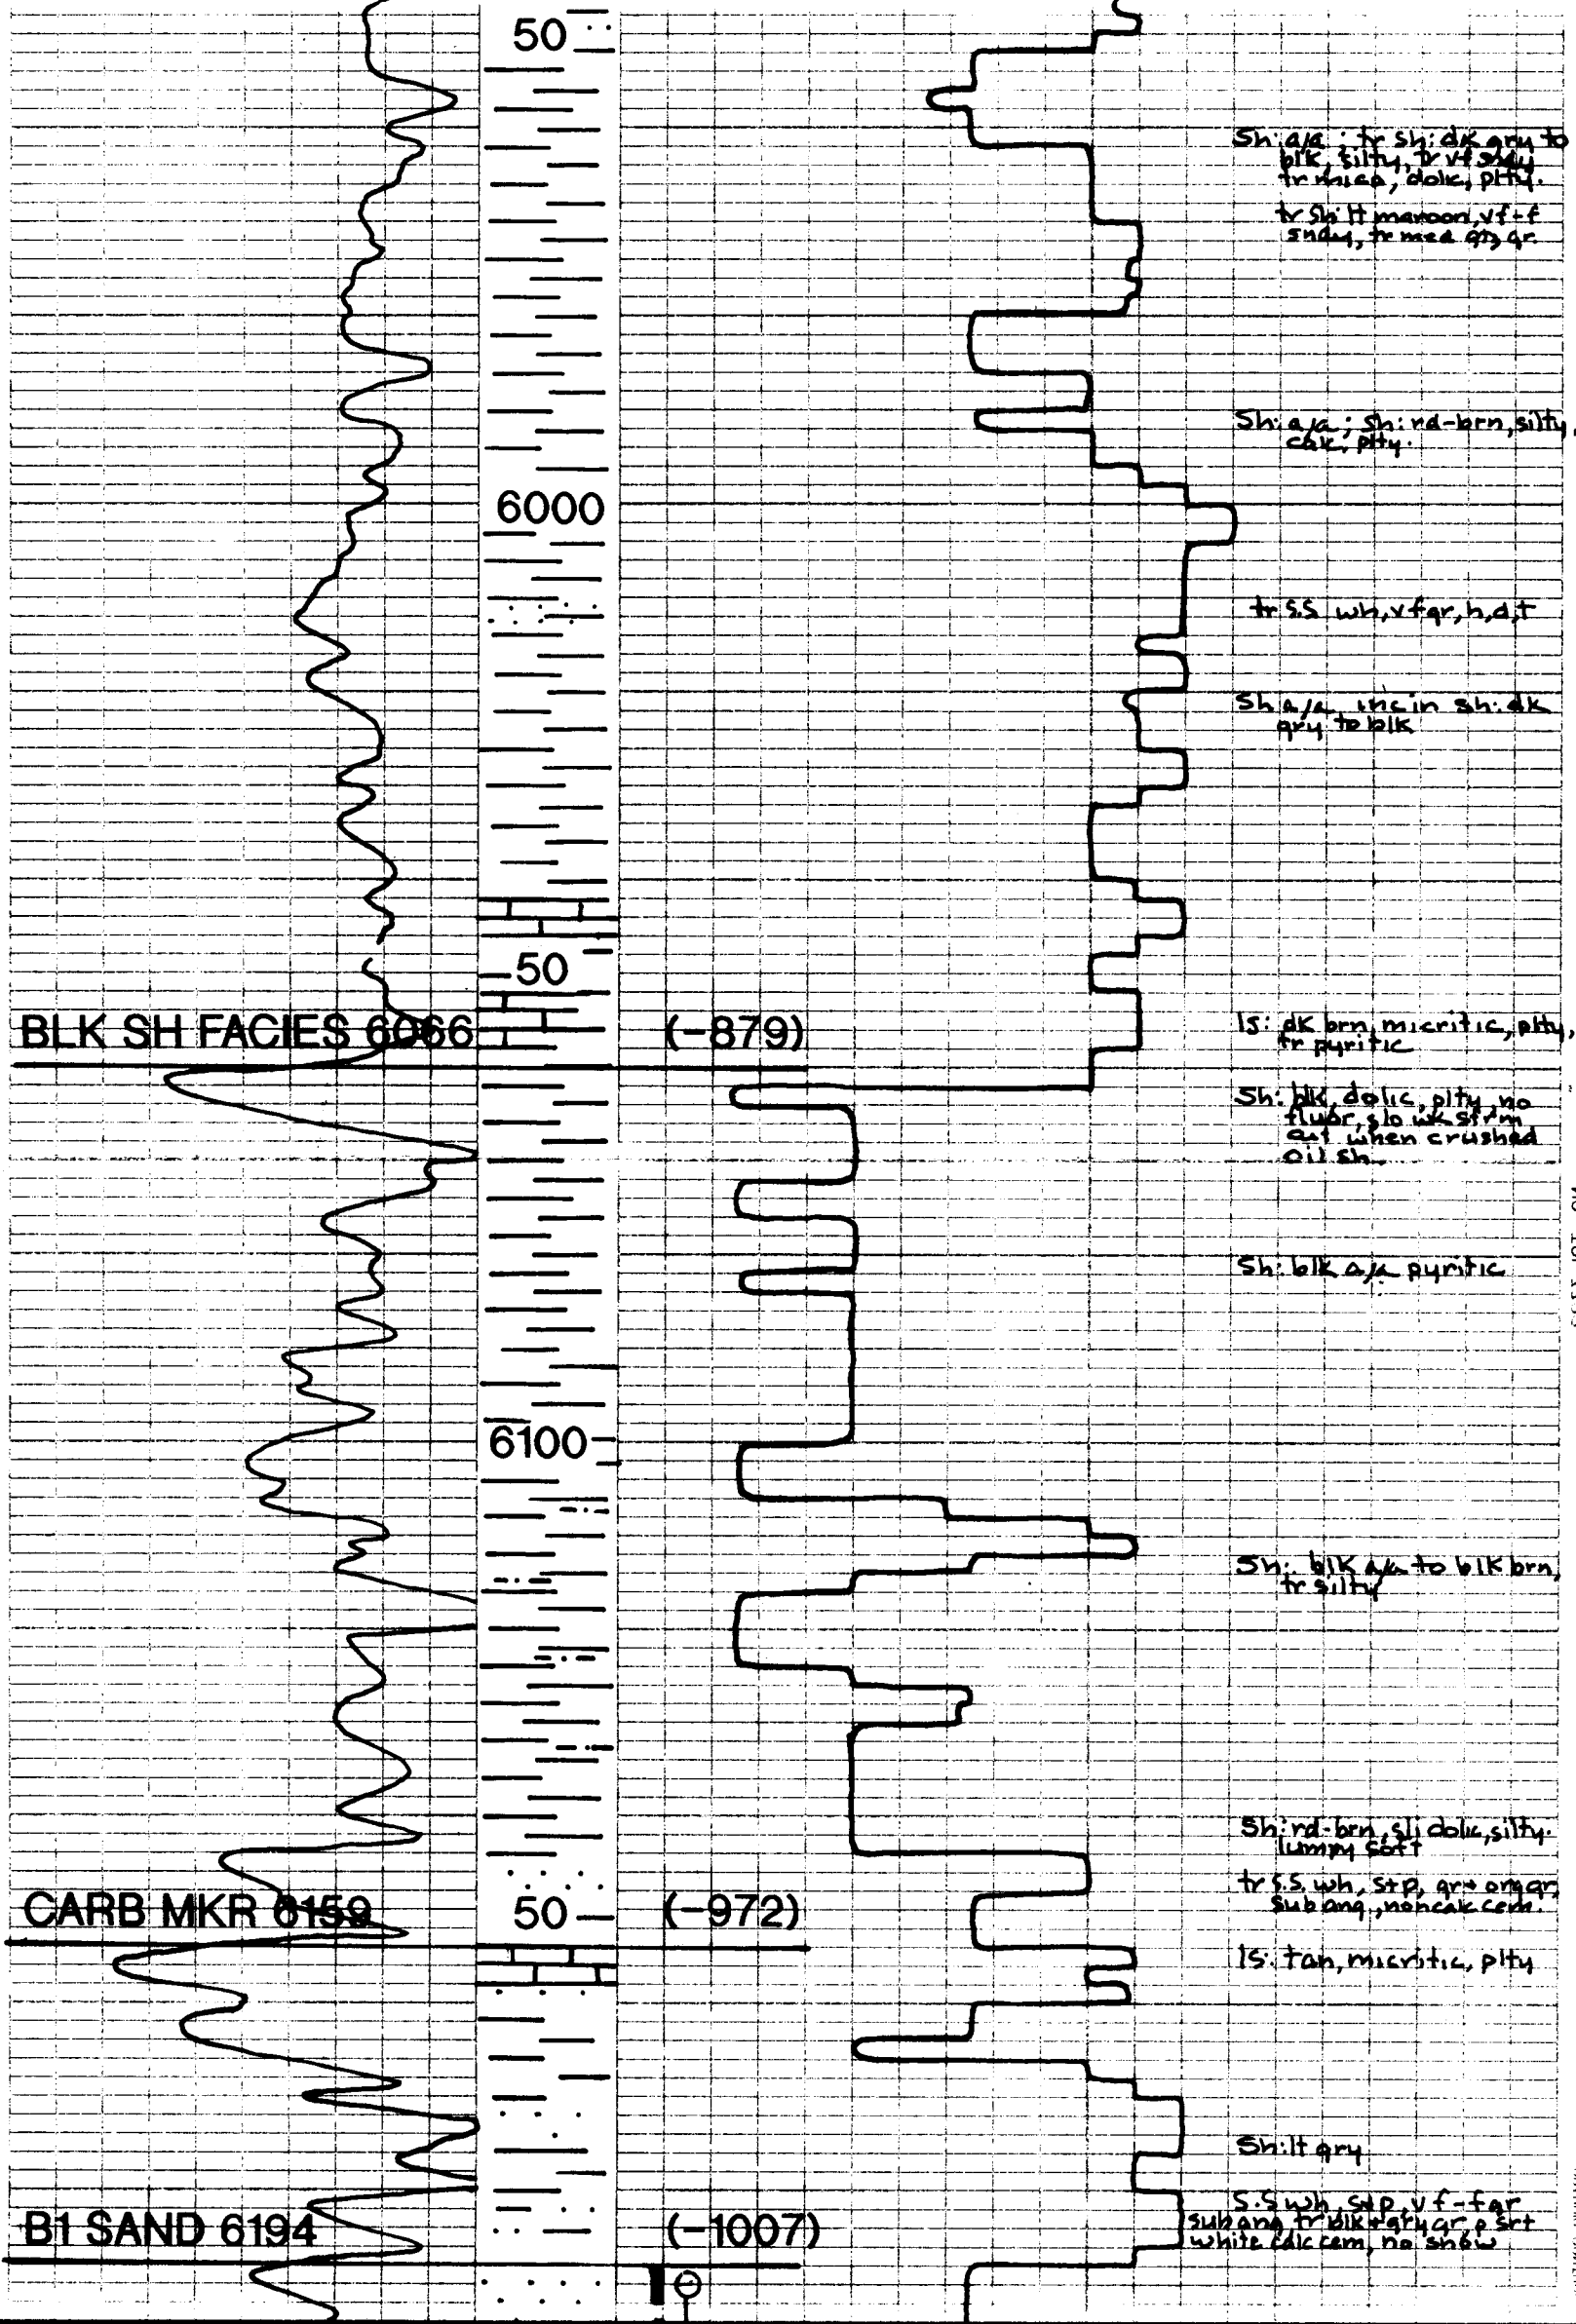 50
Sh: a/a; tr sh: dk gry to
blk, silty, tr vf sndy
tr mica, dolic, plty.
tr Sh: lt maroon, vf-f
sndy, tr med qtz gr.
Sh: a/a; sh: rd-brn, silty,
calc, plty.
6000
tr S.S wh, vfgr, h, d, T
Sh a/a inc in sh: dk
gry to blk
50
BLK SH FACIES 6066 (-879)
ls: dk brn, micritic, plty,
tr pyritic
Sh: blk, dolic, plty, no
fluor, slo wk strm
cut when crushed
oil sh.
Sh: blk a/a pyritic
6100
Sh: blk a/a to blk brn,
tr silty
Sh: rd-brn, sli dolic, silty.
lumpy soft
tr S.S. wh, S+P, gr + orn gr,
sub ang, noncalc cem.
CARB MKR 6159 50 (-972)
ls: tan, micritic, plty
Sh: lt gry
S.S wh, S+P, vf-fgr
subang tr blk + gry gr p srt
white calc cem, no show
B1 SAND 6194 (-1007)